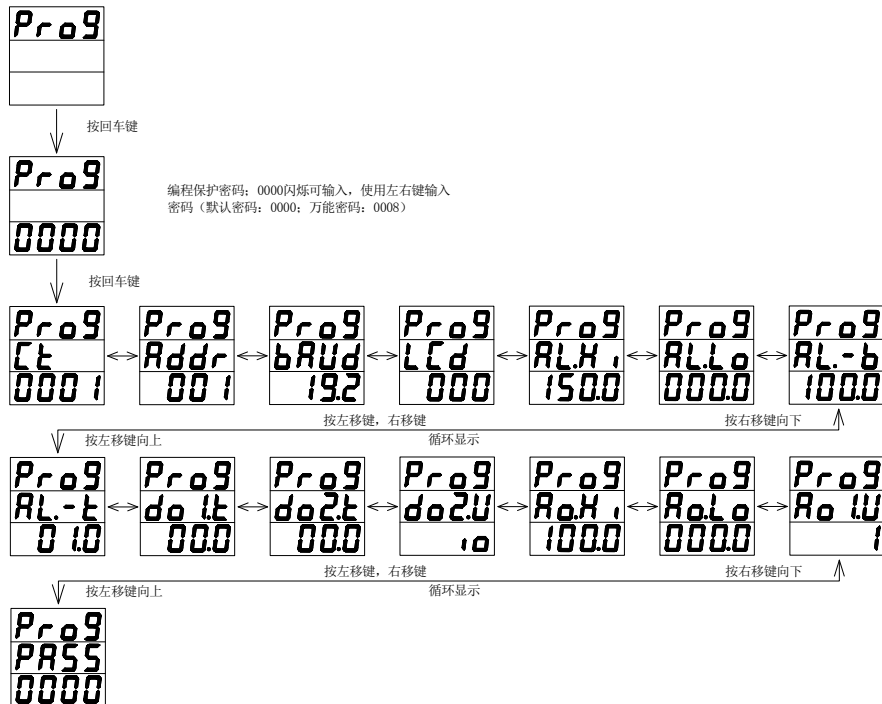 Prog
按回车键
Prog
0000
编程保护密码；0000闪烁可输入，使用左右键输入
密码（默认密码：0000；万能密码：0008）
按回车键
Prog Prog Prog Prog Prog Prog Prog
Ct Addr bAUd LCd AL.Hi AL.Lo AL.-b
0001 001 19.2 000 150.0 000.0 100.0
按左移键，右移键 按右移键向下
按左移键向上 循环显示
Prog Prog Prog Prog Prog Prog Prog
AL.-t do1.t do2.t do2.U Ao.Hi Ao.Lo Ao1.U
01.0 00.0 00.0 io 100.0 000.0 1
按左移键，右移键 按右移键向下
按左移键向上 循环显示
Prog
PASS
0000